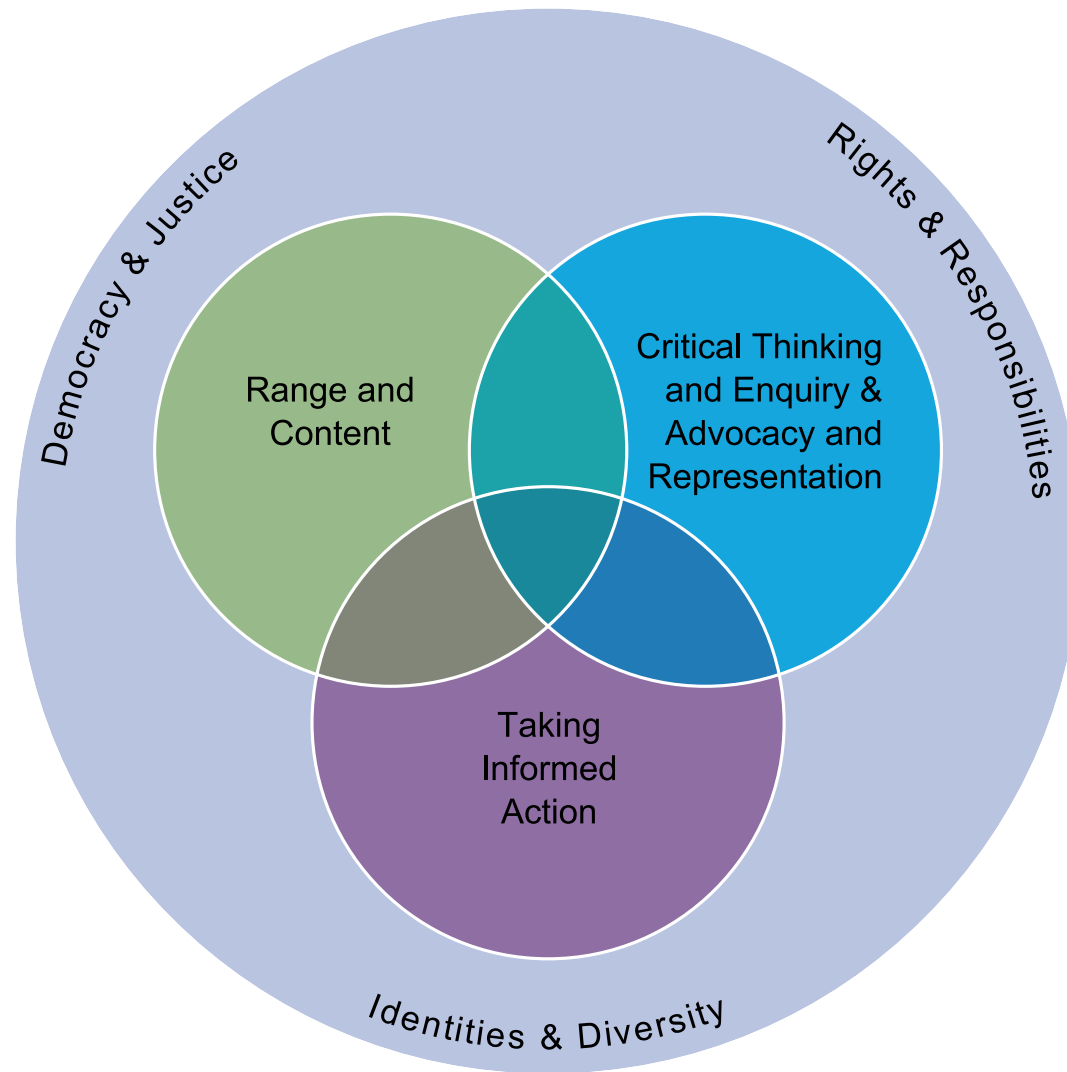 Democracy & Justice
Rights & Responsibilities
Range and
Content
Critical Thinking
and Enquiry &
Advocacy and
Representation
Taking
Informed
Action
Identities & Diversity